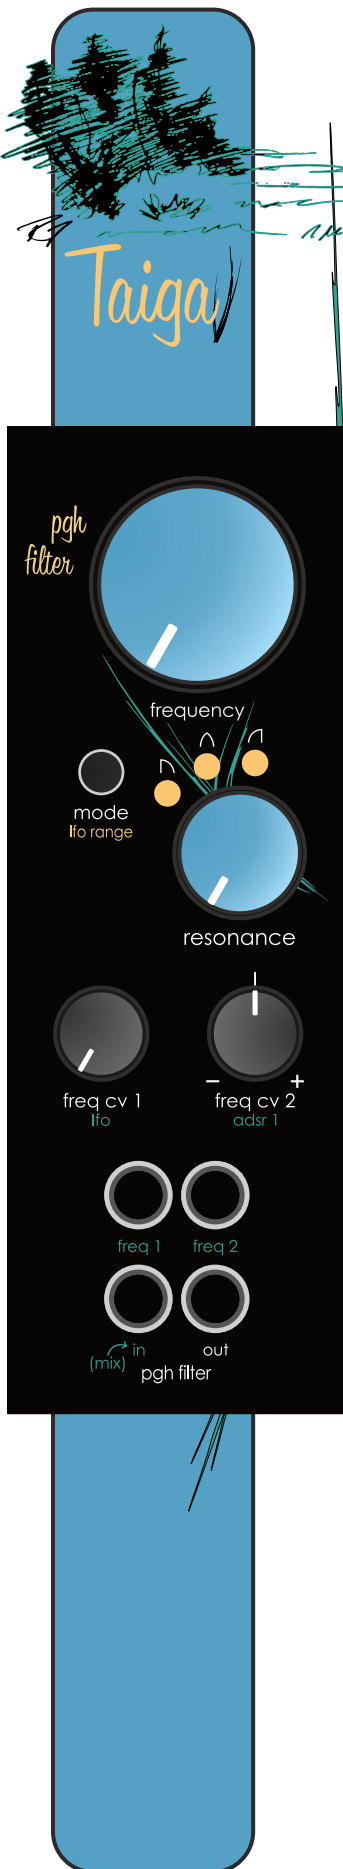 Taiga
pgh
filter
frequency
mode
lfo range
resonance
freq cv 1
lfo
− +
freq cv 2
adsr 1
freq 1 freq 2
(mix) in out
pgh filter